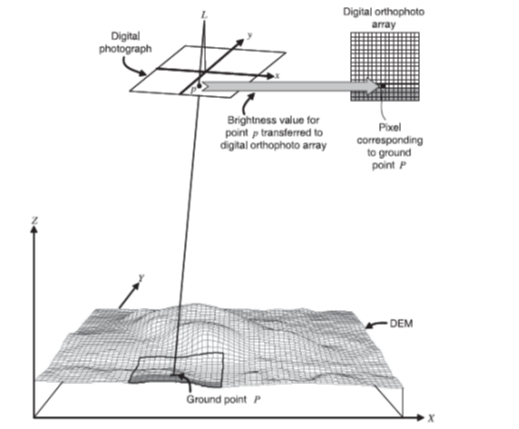 L
Digital orthophoto
array
Digital
photograph
y
x
p
Brightness value for
point p transferred to
digital orthophoto array
Pixel
corresponding
to ground
point P
Z
Y
DEM
Ground point P
X